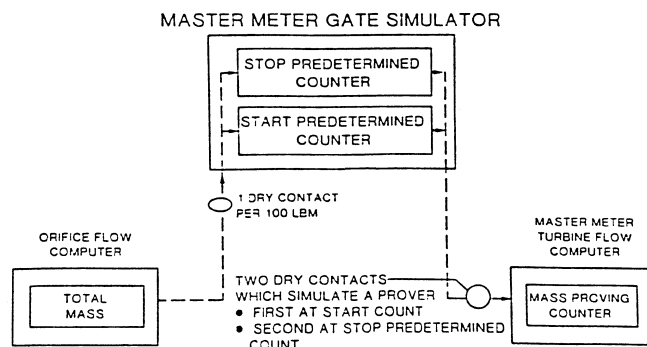 MASTER METER GATE SIMULATOR
STOP PREDETERMINED
COUNTER
START PREDETERMINED
COUNTER
1 DRY CONTACT
PER 100 LBM
ORIFICE FLOW
COMPUTER
TOTAL
MASS
TWO DRY CONTACTS
WHICH SIMULATE A PROVER
• FIRST AT START COUNT
• SECOND AT STOP PREDETERMINED
COUNT
MASTER METER
TURBINE FLOW
COMPUTER
MASS PROVING
COUNTER